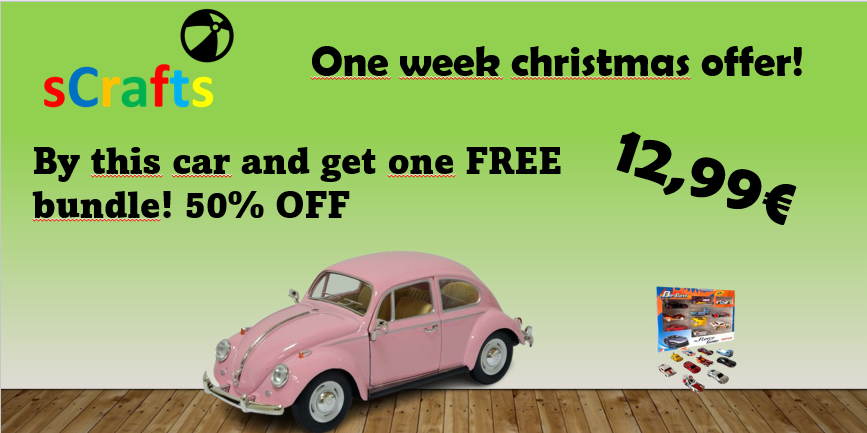 sCrafts
One week christmas offer!
By this car and get one FREE
bundle! 50% OFF
12,99€